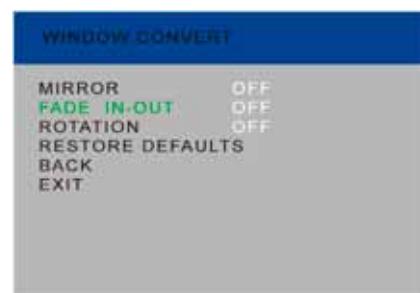 WINDOW CONVERT
MIRROR OFF
FADE IN-OUT OFF
ROTATION OFF
RESTORE DEFAULTS
BACK
EXIT